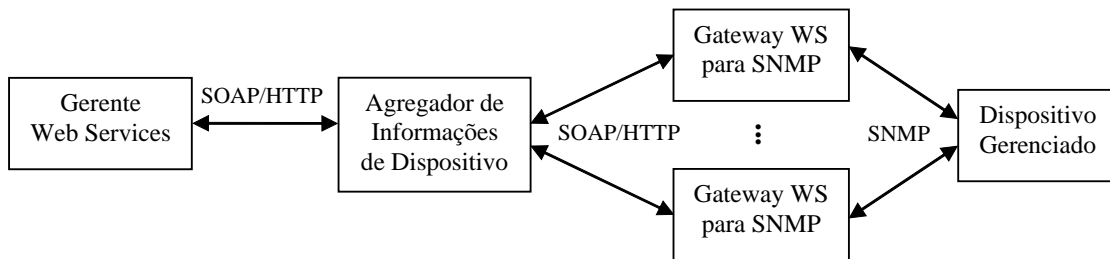 Gerente
Web Services
SOAP/HTTP
Agregador de
Informações
de Dispositivo
SOAP/HTTP
Gateway WS
para SNMP
Gateway WS
para SNMP
SNMP
Dispositivo
Gerenciado